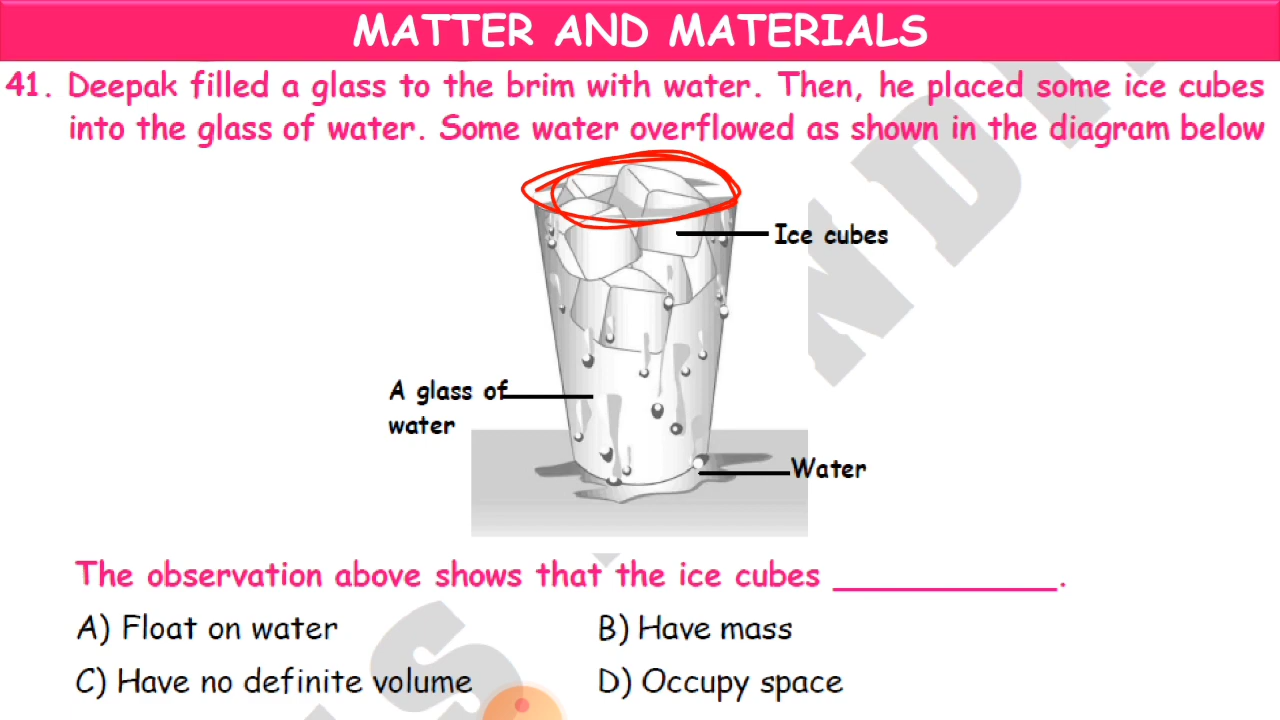 MATTER AND MATERIALS
41. Deepak filled a glass to the brim with water. Then, he placed some ice cubes
into the glass of water. Some water overflowed as shown in the diagram below
Ice cubes
A glass of
water
Water
The observation above shows that the ice cubes ____________.
A) Float on water
B) Have mass
C) Have no definite volume
D) Occupy space